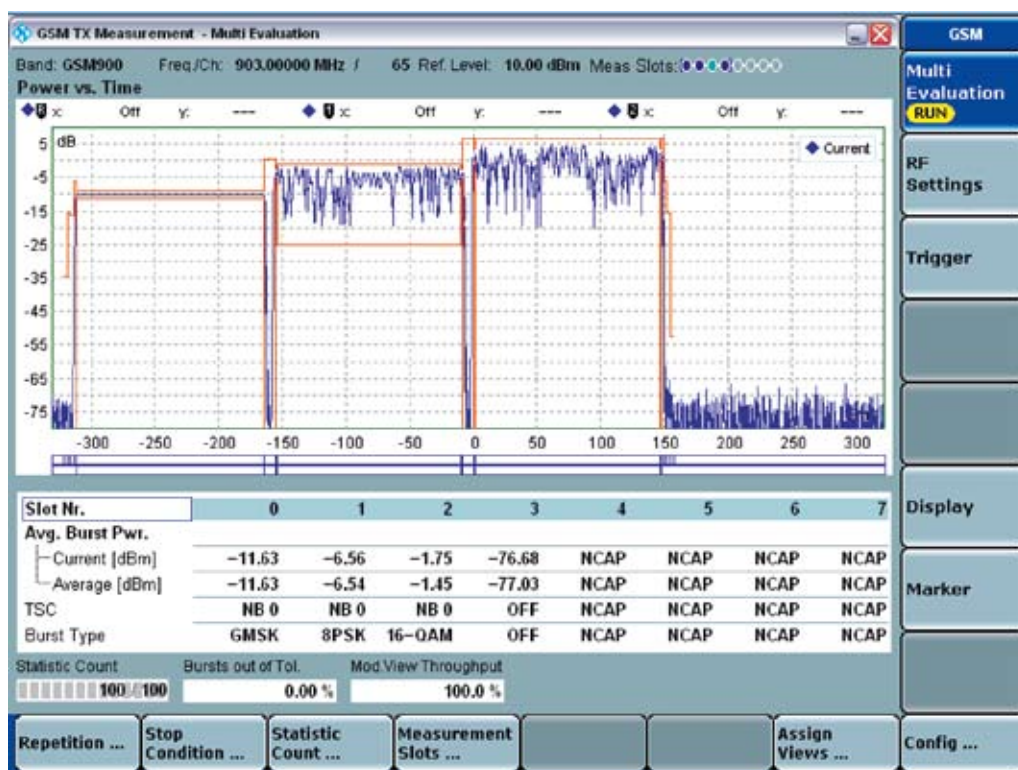 GSM TX Measurement - Multi Evaluation
GSM
Band: GSM900 Freq./Ch: 903.00000 MHz / 65 Ref. Level: 10.00 dBm Meas Slots:
Power vs. Time
x: Off y: --- x: Off y: --- x: Off y: ---
dB
Current
5
-5
-15
-25
-35
-45
-55
-65
-75
-300 -250 -200 -150 -100 -50 0 50 100 150 200 250 300
Slot Nr. 0 1 2 3 4 5 6 7
Avg. Burst Pwr.
Current [dBm] -11.63 -6.56 -1.75 -76.68 NCAP NCAP NCAP NCAP
Average [dBm] -11.63 -6.54 -1.45 -77.03 NCAP NCAP NCAP NCAP
TSC NB 0 NB 0 NB 0 OFF NCAP NCAP NCAP NCAP
Burst Type GMSK 8PSK 16-QAM OFF NCAP NCAP NCAP NCAP
Statistic Count Bursts out of Tol. Mod.View Throughput
100 / 100 0.00 % 100.0 %
Multi
Evaluation
RUN
RF
Settings
Trigger
Display
Marker
Repetition ...
Stop
Condition ...
Statistic
Count ...
Measurement
Slots ...
Assign
Views ...
Config ...